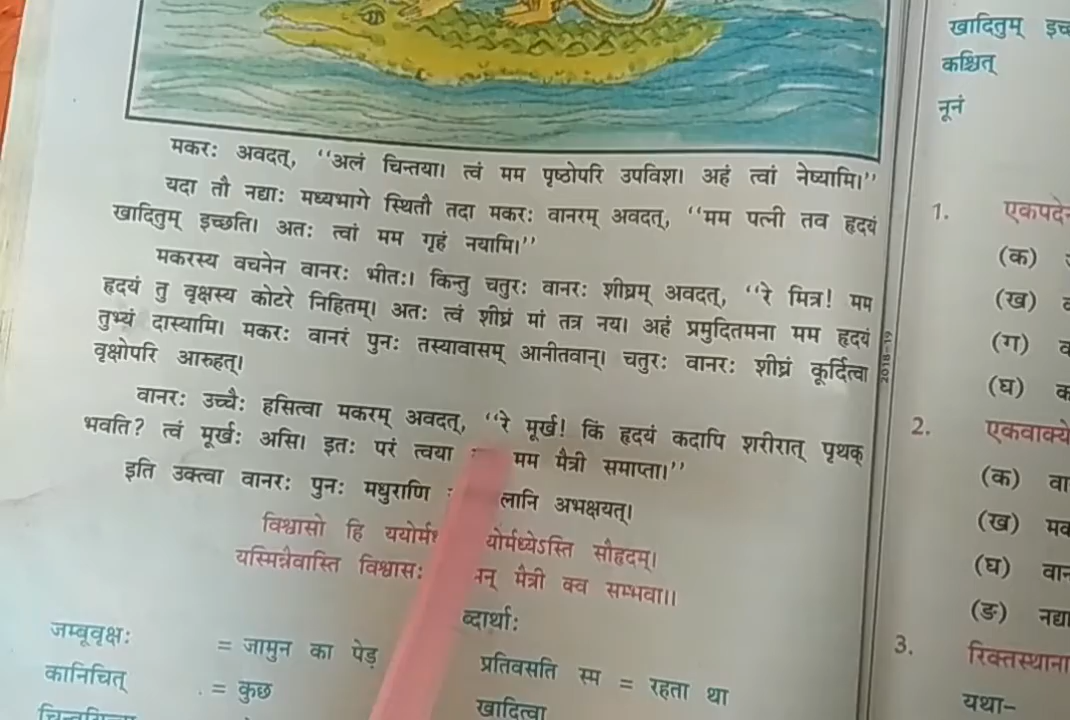 मकरः अवदत्, ‘‘अलं चिन्तया। त्वं मम पृष्ठोपरि उपविश। अहं त्वां नेष्यामि।’’
यदा तौ नद्याः मध्यभागे स्थितौ तदा मकरः वानरम् अवदत्, ‘‘मम पत्नी तव हृदयं
खादितुम् इच्छति। अतः त्वां मम गृहं नयामि।’’
मकरस्य वचनेन वानरः भीतः। किन्तु चतुरः वानरः शीघ्रम् अवदत्, ‘‘रे मित्र! मम
हृदयं तु वृक्षस्य कोटरे निहितम्। अतः त्वं शीघ्रं मां तत्र नय। अहं प्रमुदितमना मम हृदयं
तुभ्यं दास्यामि। मकरः वानरं पुनः तस्यावासम् आनीतवान्। चतुरः वानरः शीघ्रं कूर्दित्वा
वृक्षोपरि आरुहत्।
वानरः उच्चैः हसित्वा मकरम् अवदत्, ‘‘रे मूर्ख! किं हृदयं कदापि शरीरात् पृथक्
भवति? त्वं मूर्खः असि। इतः परं त्वया मम मैत्री समाप्ता।’’
इति उक्त्वा वानरः पुनः मधुराणि लानि अभक्षयत्।
विश्वासो हि ययोर्म योर्मध्येऽस्ति सौहृदम्।
यस्मिन्नैवास्ति विश्वासः मैत्री क्व सम्भवा॥
ब्दार्थाः
जम्बूवृक्षः = जामुन का पेड़
प्रतिवसति स्म = रहता था
कानिचित् = कुछ
खादित्वा
2018-19
खादितुम्
कश्चित्
नूनं
1. एकपदे
(क)
(ख)
(ग)
(घ)
2. एकवाक्ये
(क) वा
(ख) मव
(घ) वान
(ङ) नद्या
3. रिक्तस्थाना
यथा–